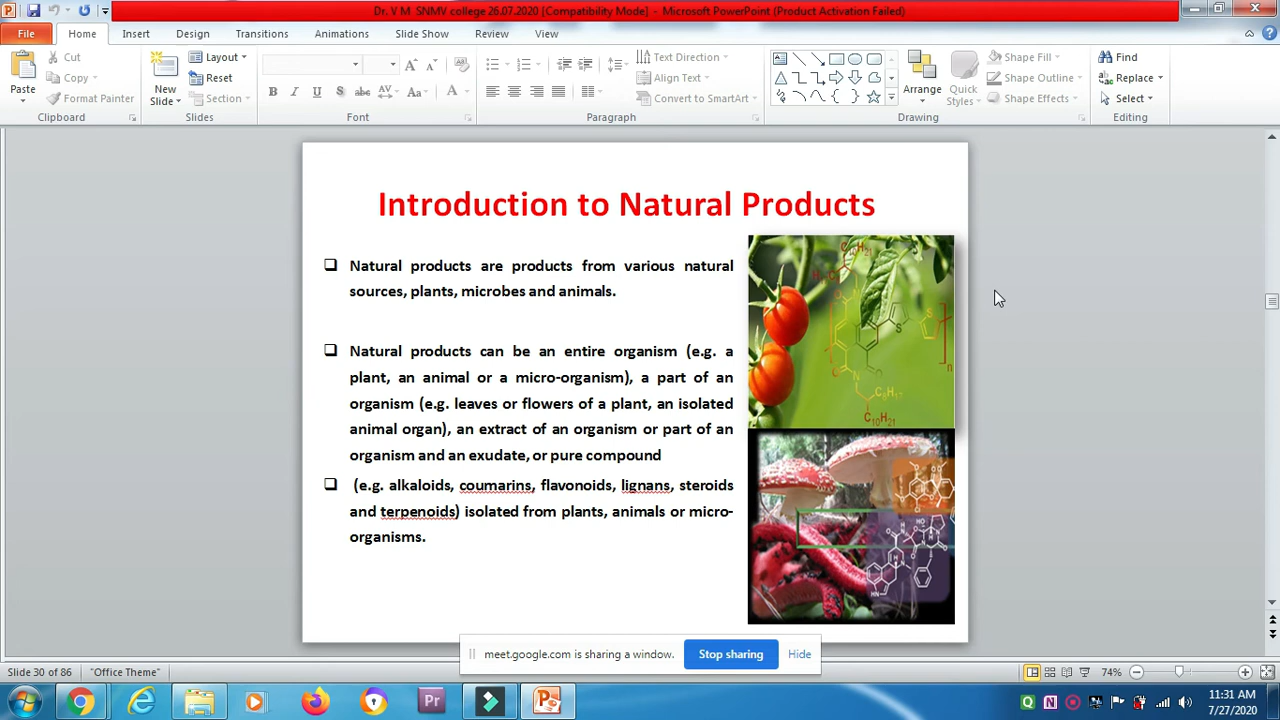 Dr. V M SNMV college 26.07.2020 [Compatibility Mode] - Microsoft PowerPoint (Product Activation Failed)
File Home Insert Design Transitions Animations Slide Show Review View
Paste
Cut
Copy
Format Painter
Clipboard
New Slide
Layout
Reset
Section
Slides
B I U S abc AV Aa A
Font
Text Direction
Align Text
Convert to SmartArt
Paragraph
Arrange
Quick Styles
Shape Fill
Shape Outline
Shape Effects
Drawing
Find
Replace
Select
Editing
Introduction to Natural Products
Natural products are products from various natural
sources, plants, microbes and animals.
Natural products can be an entire organism (e.g. a
plant, an animal or a micro-organism), a part of an
organism (e.g. leaves or flowers of a plant, an isolated
animal organ), an extract of an organism or part of an
organism and an exudate, or pure compound
(e.g. alkaloids, coumarins, flavonoids, lignans, steroids
and terpenoids) isolated from plants, animals or micro-
organisms.
S
S
n
N
C₈H₁₇
C₁₀H₂₁
HO
NH
meet.google.com is sharing a window. Stop sharing Hide
Slide 30 of 86 "Office Theme" 74%
11:31 AM
7/27/2020